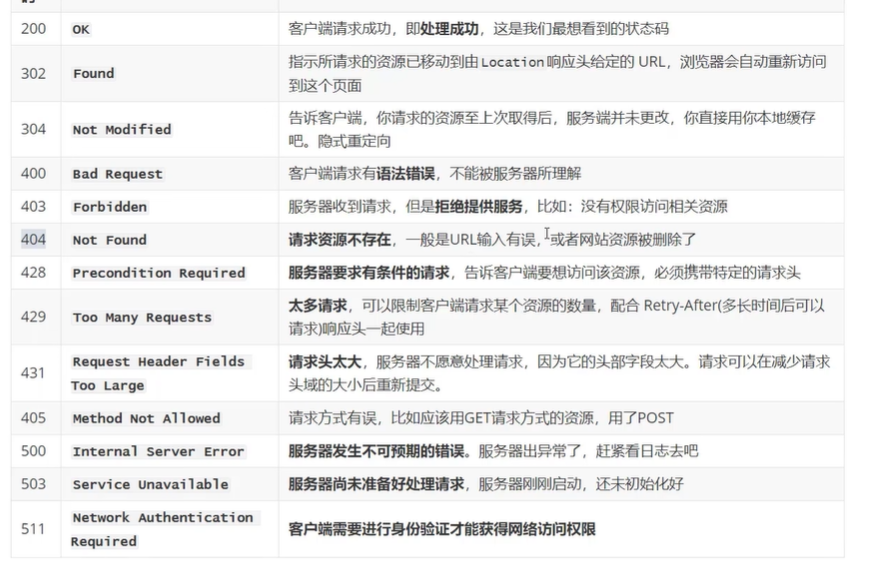 200 OK 客户端请求成功，即处理成功，这是我们最想看到的状态码
302 Found 指示所请求的资源已移动到由Location响应头给定的 URL，浏览器会自动重新访问
到这个页面
304 Not Modified 告诉客户端，你请求的资源至上次取得后，服务端并未更改，你直接用你本地缓存
吧。隐式重定向
400 Bad Request 客户端请求有语法错误，不能被服务器所理解
403 Forbidden 服务器收到请求，但是拒绝提供服务，比如：没有权限访问相关资源
404 Not Found 请求资源不存在，一般是URL输入有误，或者网站资源被删除了
428 Precondition Required 服务器要求有条件的请求，告诉客户端要想访问该资源，必须携带特定的请求头
429 Too Many Requests 太多请求，可以限制客户端请求某个资源的数量，配合 Retry-After(多长时间后可以
请求)响应头一起使用
431 Request Header Fields
Too Large 请求头太大，服务器不愿意处理请求，因为它的头部字段太大。请求可以在减少请求
头域的大小后重新提交。
405 Method Not Allowed 请求方式有误，比如应该用GET请求方式的资源，用了POST
500 Internal Server Error 服务器发生不可预期的错误。服务器出异常了，赶紧看日志去吧
503 Service Unavailable 服务器尚未准备好处理请求，服务器刚刚启动，还未初始化好
511 Network Authentication
Required 客户端需要进行身份验证才能获得网络访问权限